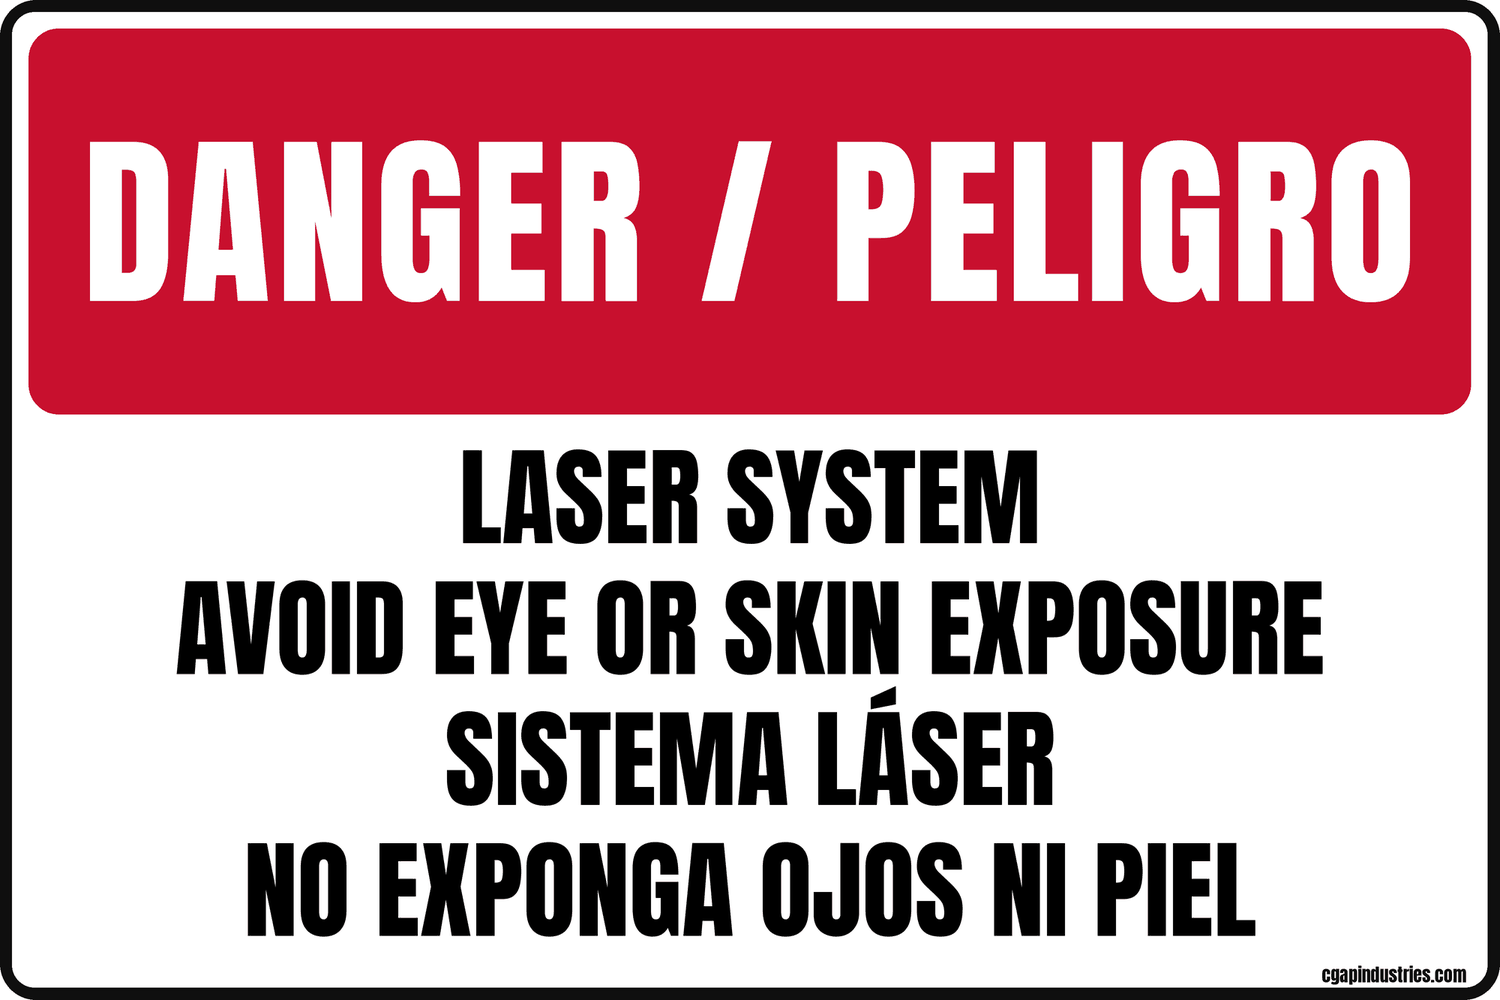 DANGER / PELIGRO
LASER SYSTEM
AVOID EYE OR SKIN EXPOSURE
SISTEMA LÁSER
NO EXPONGA OJOS NI PIEL
cgapindustries.com